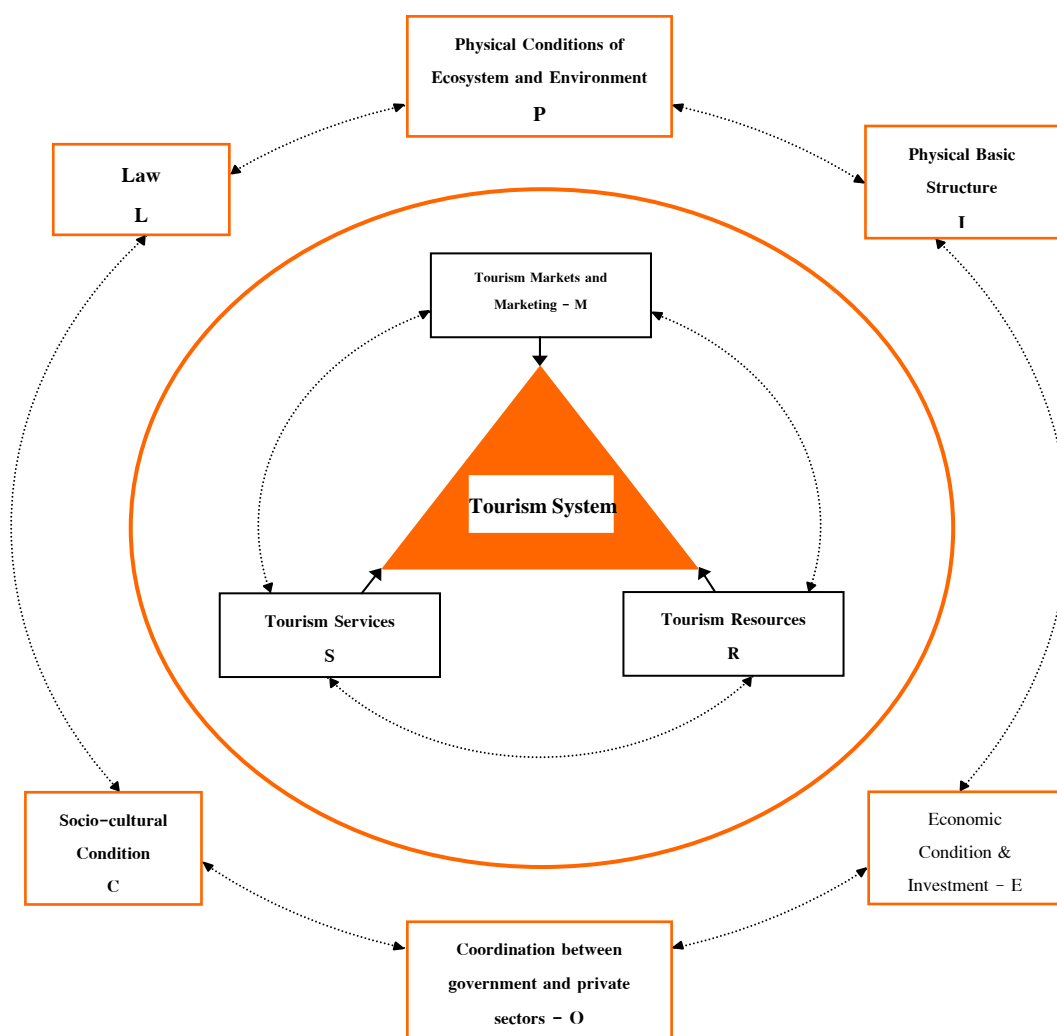 Physical Conditions of
Ecosystem and Environment
P
Law
L
Physical Basic
Structure
I
Tourism Markets and
Marketing - M
Tourism System
Tourism Services
S
Tourism Resources
R
Socio-cultural
Condition
C
Economic
Condition &
Investment - E
Coordination between
government and private
sectors - O